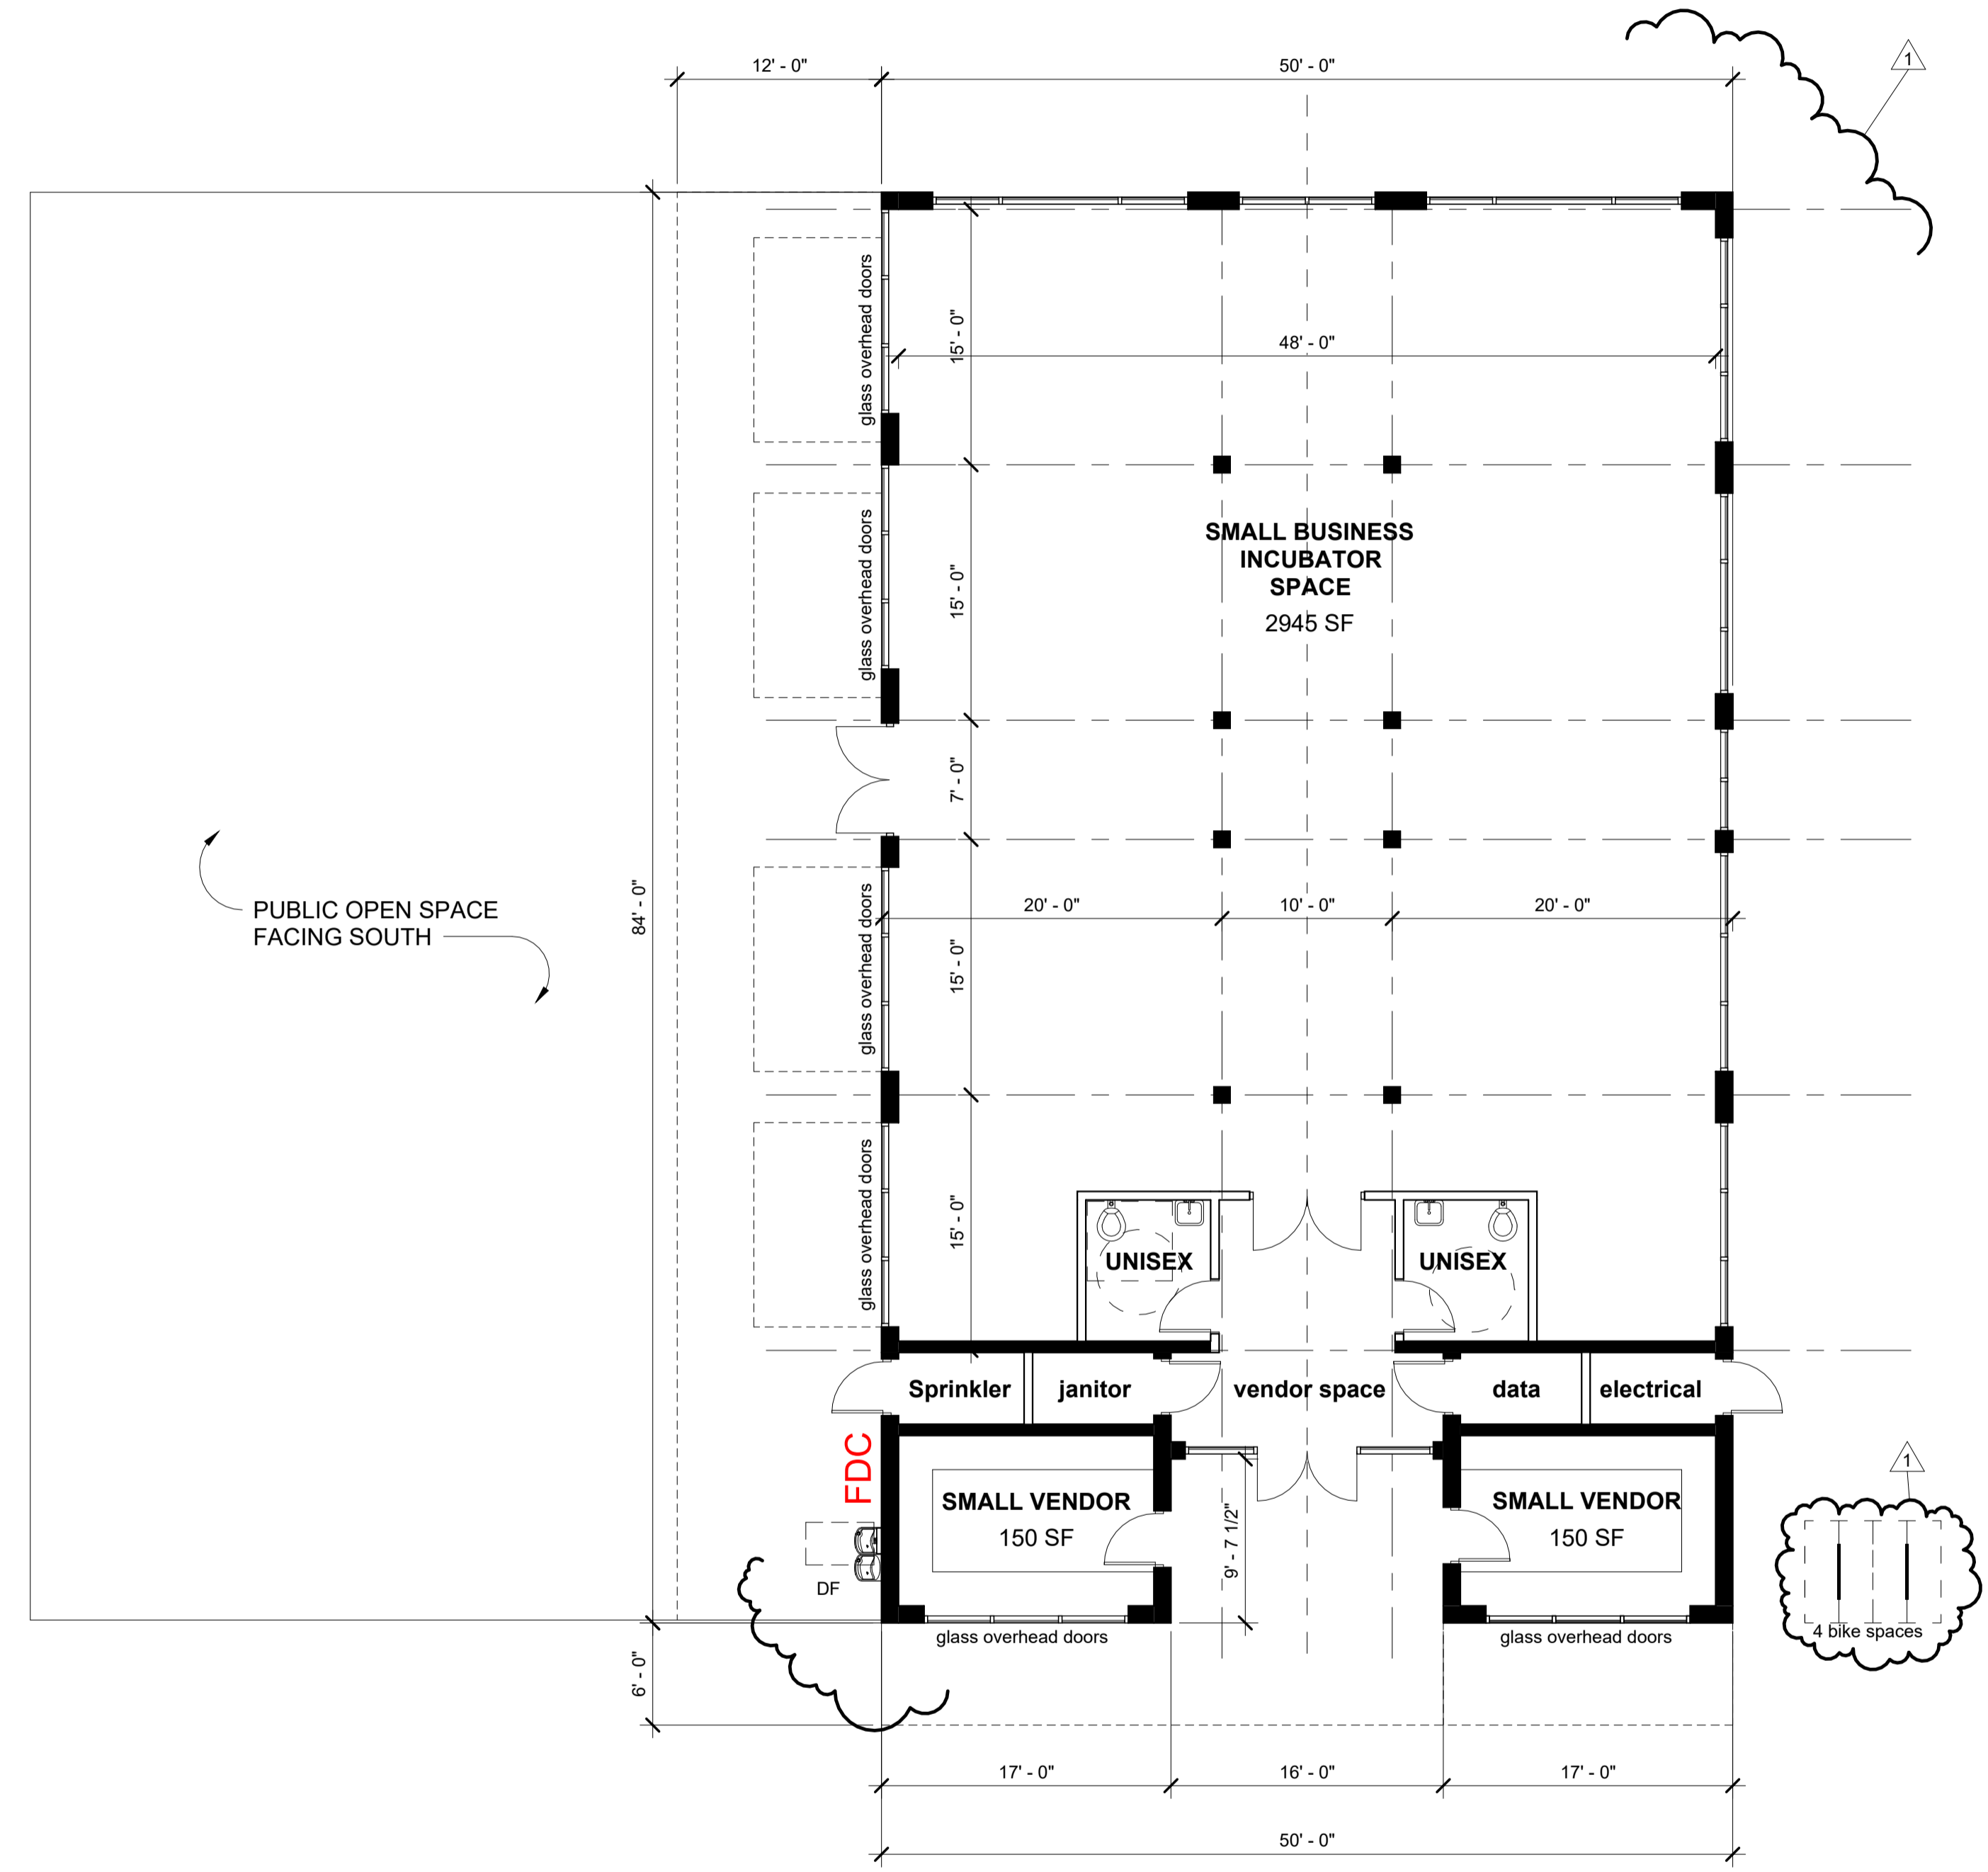 12' - 0"
50' - 0"
1
glass overhead doors
15' - 0"
48' - 0"
glass overhead doors
15' - 0"
SMALL BUSINESS
INCUBATOR
SPACE
2945 SF
7' - 0"
84' - 0"
PUBLIC OPEN SPACE
FACING SOUTH
20' - 0"
10' - 0"
20' - 0"
glass overhead doors
15' - 0"
glass overhead doors
15' - 0"
UNISEX
UNISEX
Sprinkler
janitor
vendor space
data
electrical
FDC
SMALL VENDOR
150 SF
9' - 7 1/2"
SMALL VENDOR
150 SF
1
DF
4 bike spaces
glass overhead doors
glass overhead doors
6' - 0"
17' - 0"
16' - 0"
17' - 0"
50' - 0"